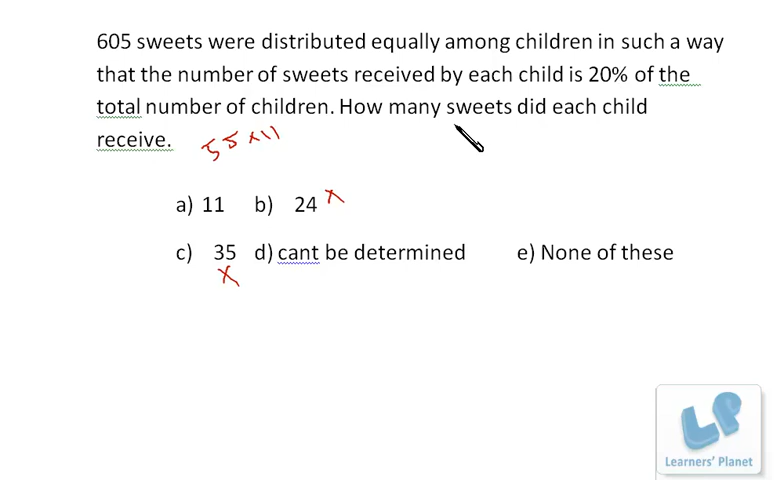 605 sweets were distributed equally among children in such a way
that the number of sweets received by each child is 20% of the
total number of children. How many sweets did each child
receive.
55 x 11
a) 11 b) 24 x
c) 35 d) cant be determined e) None of these
x
LP
Learners' Planet